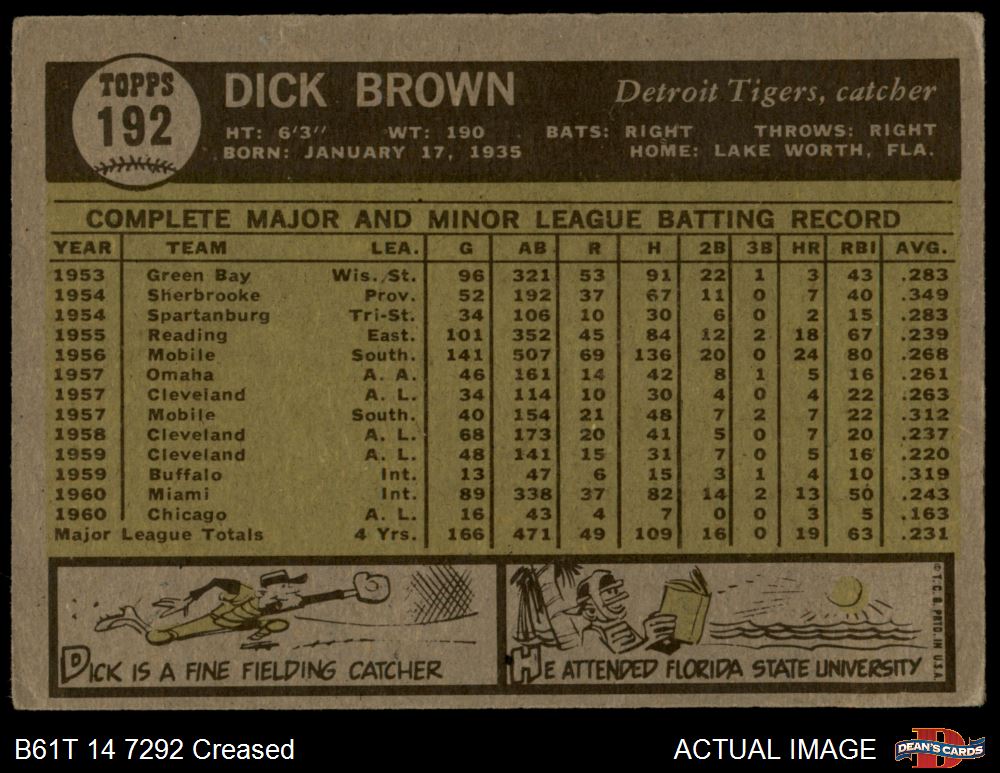 TOPPS
192
DICK BROWN
Detroit Tigers, catcher
HT: 6'3" WT: 190 BATS: RIGHT THROWS: RIGHT
BORN: JANUARY 17, 1935 HOME: LAKE WORTH, FLA.
COMPLETE MAJOR AND MINOR LEAGUE BATTING RECORD
YEAR TEAM LEA. G AB R H 2B 3B HR RBI AVG.
1953 Green Bay Wis. St. 96 321 53 91 22 1 3 43 .283
1954 Sherbrooke Prov. 52 192 37 67 11 0 7 40 .349
1954 Spartanburg Tri-St. 34 106 10 30 6 0 2 15 .283
1955 Reading East. 101 352 45 84 12 2 18 67 .239
1956 Mobile South. 141 507 69 136 20 0 24 80 .268
1957 Omaha A. A. 46 161 14 42 8 1 5 16 .261
1957 Cleveland A. L. 34 114 10 30 4 0 4 22 .263
1957 Mobile South. 40 154 21 48 7 2 7 22 .312
1958 Cleveland A. L. 68 173 20 41 5 0 7 20 .237
1959 Cleveland A. L. 48 141 15 31 7 0 5 16 .220
1959 Buffalo Int. 13 47 6 15 3 1 4 10 .319
1960 Miami Int. 89 338 37 82 14 2 13 50 .243
1960 Chicago A. L. 16 43 4 7 0 0 3 5 .163
Major League Totals 4 Yrs. 166 471 49 109 16 0 19 63 .231
DICK IS A FINE FIELDING CATCHER
HE ATTENDED FLORIDA STATE UNIVERSITY
© T. C. G. PRTD. IN U.S.A.
B61T 14 7292 Creased
ACTUAL IMAGE
DEAN'S CARDS